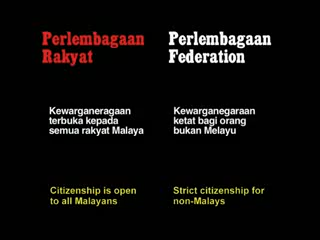 Perlembagaan
Rakyat
Kewarganeragaan
terbuka kepada
semua rakyat Malaya
Citizenship is open
to all Malayans
Perlembagaan
Federation
Kewarganegaraan
ketat bagi orang
bukan Melayu
Strict citizenship for
non-Malays